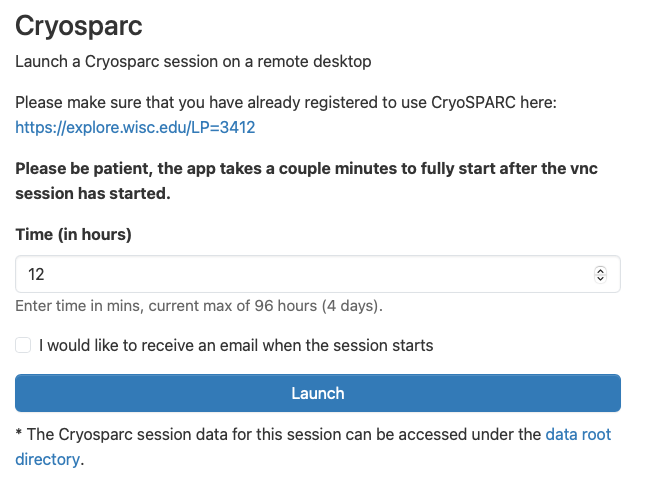 Cryosparc
Launch a Cryosparc session on a remote desktop
Please make sure that you have already registered to use CryoSPARC here:
https://explore.wisc.edu/LP=3412
Please be patient, the app takes a couple minutes to fully start after the vnc
session has started.
Time (in hours)
12
Enter time in mins, current max of 96 hours (4 days).
I would like to receive an email when the session starts
Launch
* The Cryosparc session data for this session can be accessed under the data root
directory.